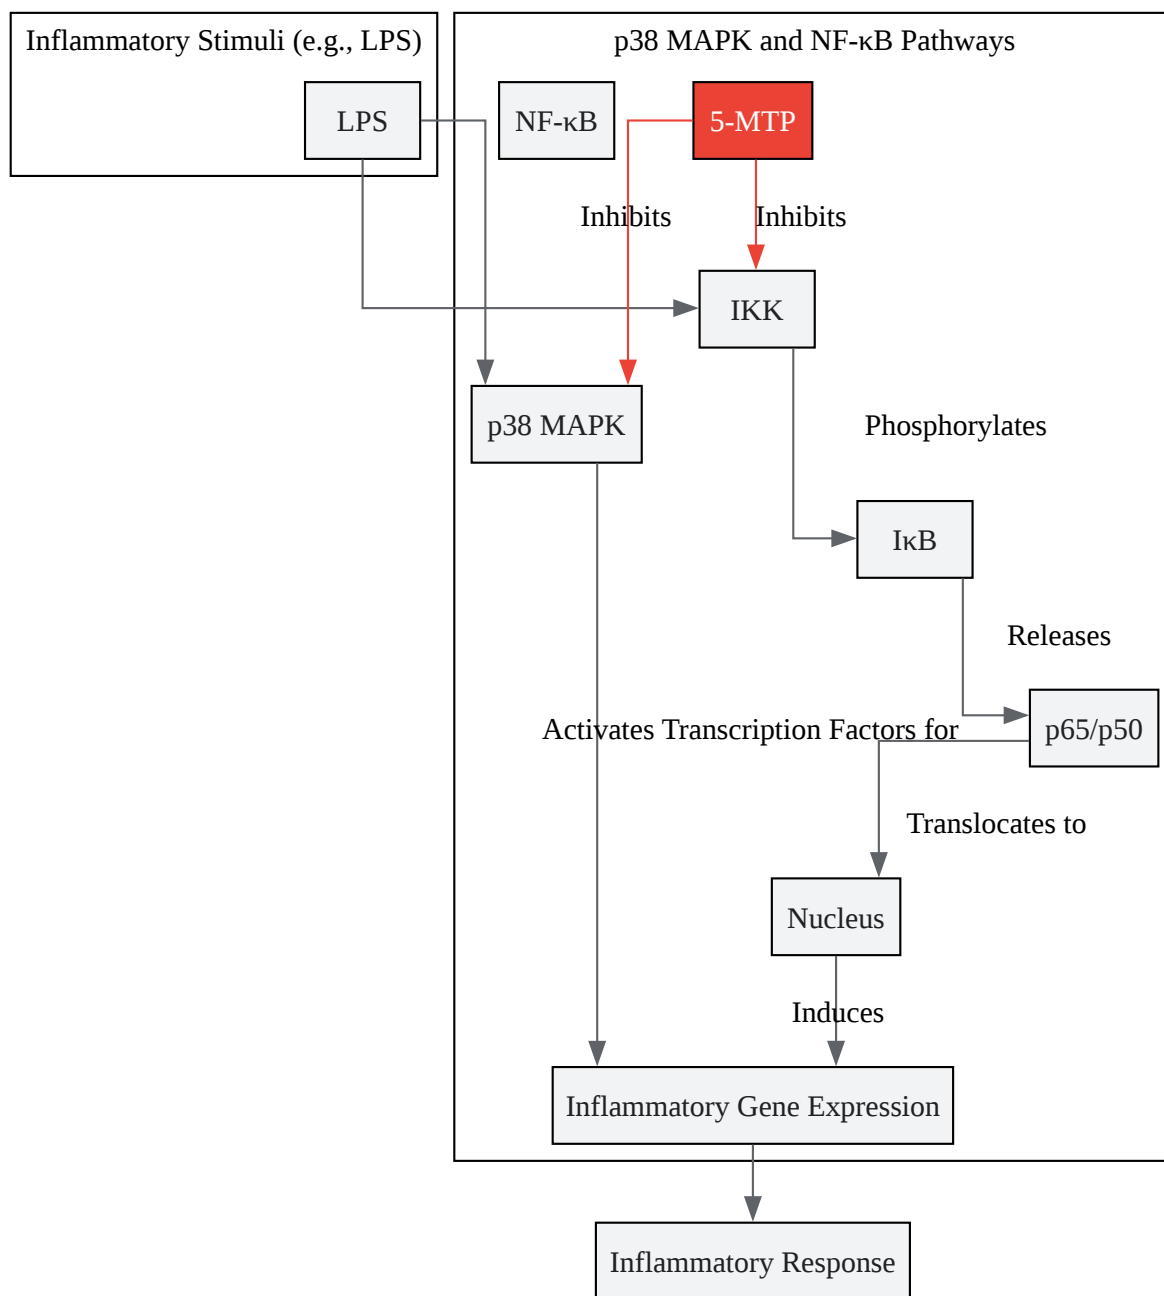 Inflammatory Stimuli (e.g., LPS)
p38 MAPK and NF-κB Pathways
LPS
NF-κB
5-MTP
Inhibits
Inhibits
IKK
p38 MAPK
Phosphorylates
IκB
Releases
p65/p50
Activates Transcription Factors for
Translocates to
Nucleus
Induces
Inflammatory Gene Expression
Inflammatory Response